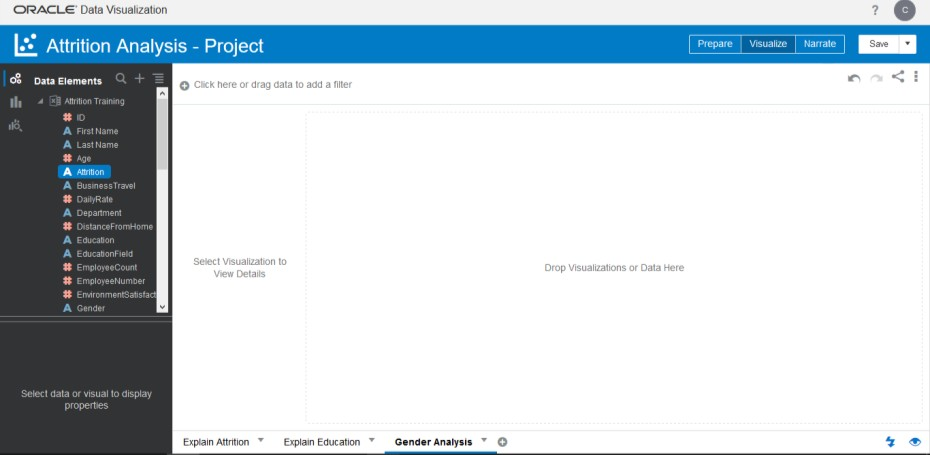 ORACLE Data Visualization
? C
Attrition Analysis - Project
Prepare Visualize Narrate Save
Data Elements
Click here or drag data to add a filter
Attrition Training
ID
First Name
Last Name
Age
Attrition
BusinessTravel
DailyRate
Department
DistanceFromHome
Education
EducationField
EmployeeCount
EmployeeNumber
EnvironmentSatisfact
Gender
Select Visualization to
View Details
Drop Visualizations or Data Here
Select data or visual to display
properties
Explain Attrition Explain Education Gender Analysis